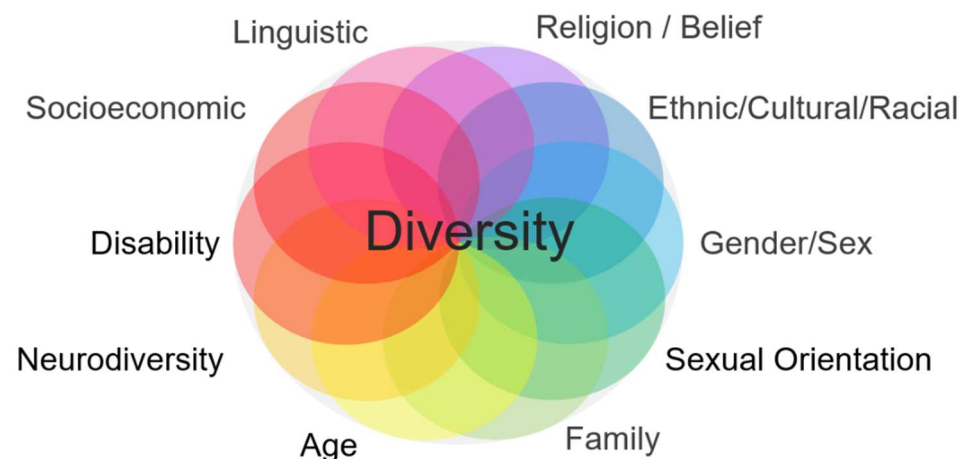 Linguistic
Religion / Belief
Socioeconomic
Ethnic/Cultural/Racial
Diversity
Disability
Gender/Sex
Neurodiversity
Sexual Orientation
Age
Family